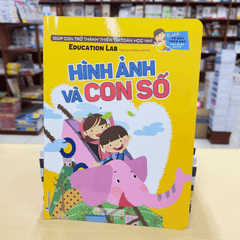 GIÚP CON TRỞ THÀNH THIÊN TÀI TOÁN HỌC NHÍ
EDUCATION LAB
HÌNH ẢNH
VÀ CON SỐ